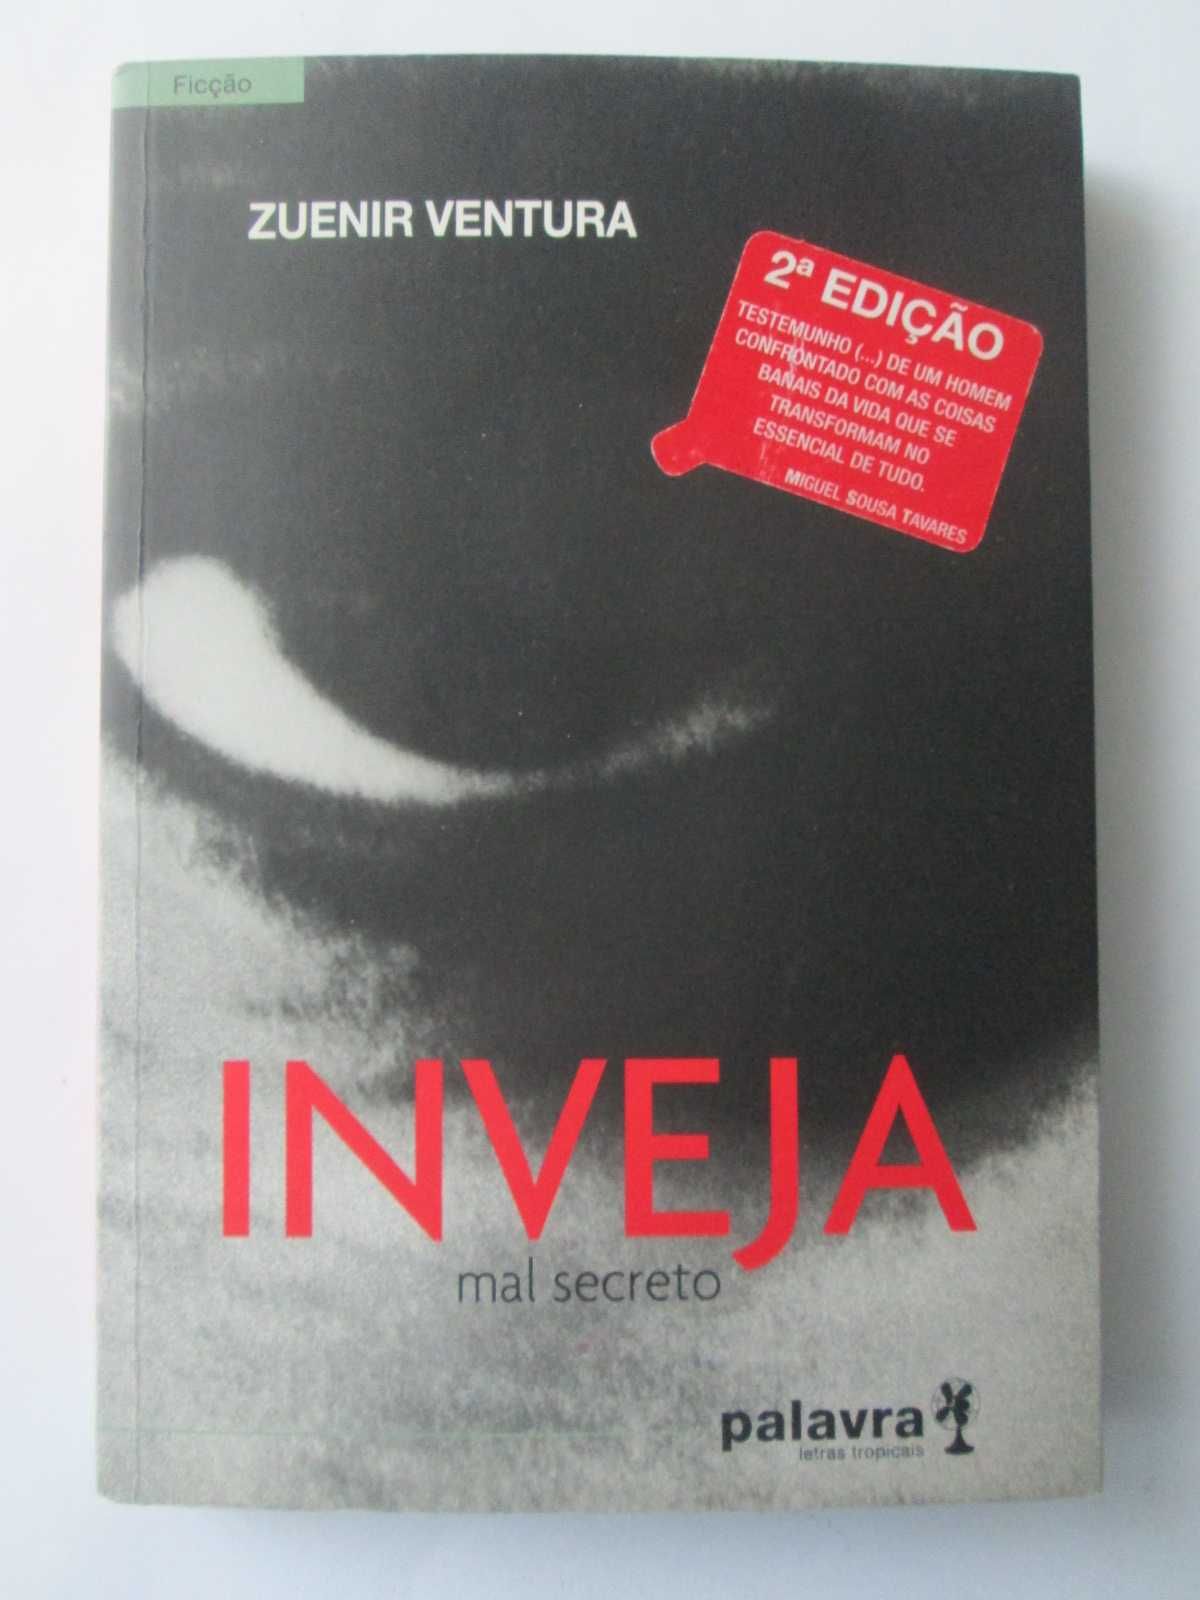 Ficção
ZUENIR VENTURA
2ª EDIÇÃO
TESTEMUNHO (...) DE UM HOMEM
CONFRONTADO COM AS COISAS
BANAIS DA VIDA QUE SE
TRANSFORMAM NO
ESSENCIAL DE TUDO.
MIGUEL SOUSA TAVARES
INVEJA
mal secreto
palavra
letras tropicais